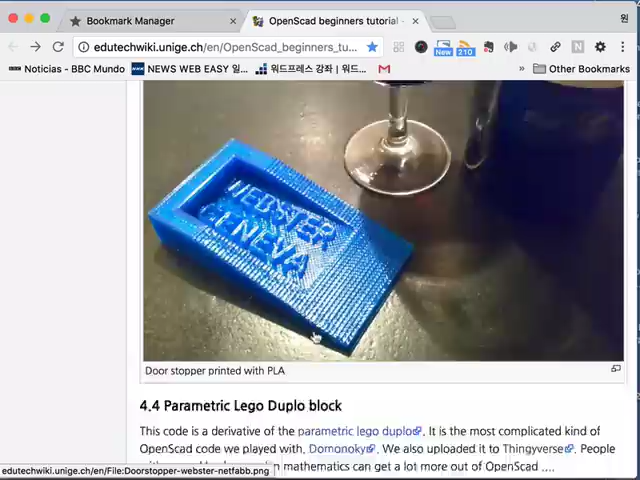 Bookmark Manager
OpenScad beginners tutorial -
원
edutechwiki.unige.ch/en/OpenScad_beginners_tu...
New
210
Noticias - BBC Mundo
NEWS WEB EASY 일...
워드프레스 강좌 | 워드...
» Other Bookmarks
WEBSTER
GENEVA
Door stopper printed with PLA
4.4 Parametric Lego Duplo block
This code is a derivative of the parametric lego duplo. It is the most complicated kind of
OpenScad code we played with, Domonoky. We also uploaded it to Thingyverse. People
in mathematics can get a lot more out of OpenScad ....
edutechwiki.unige.ch/en/File:Doorstopper-webster-netfabb.png